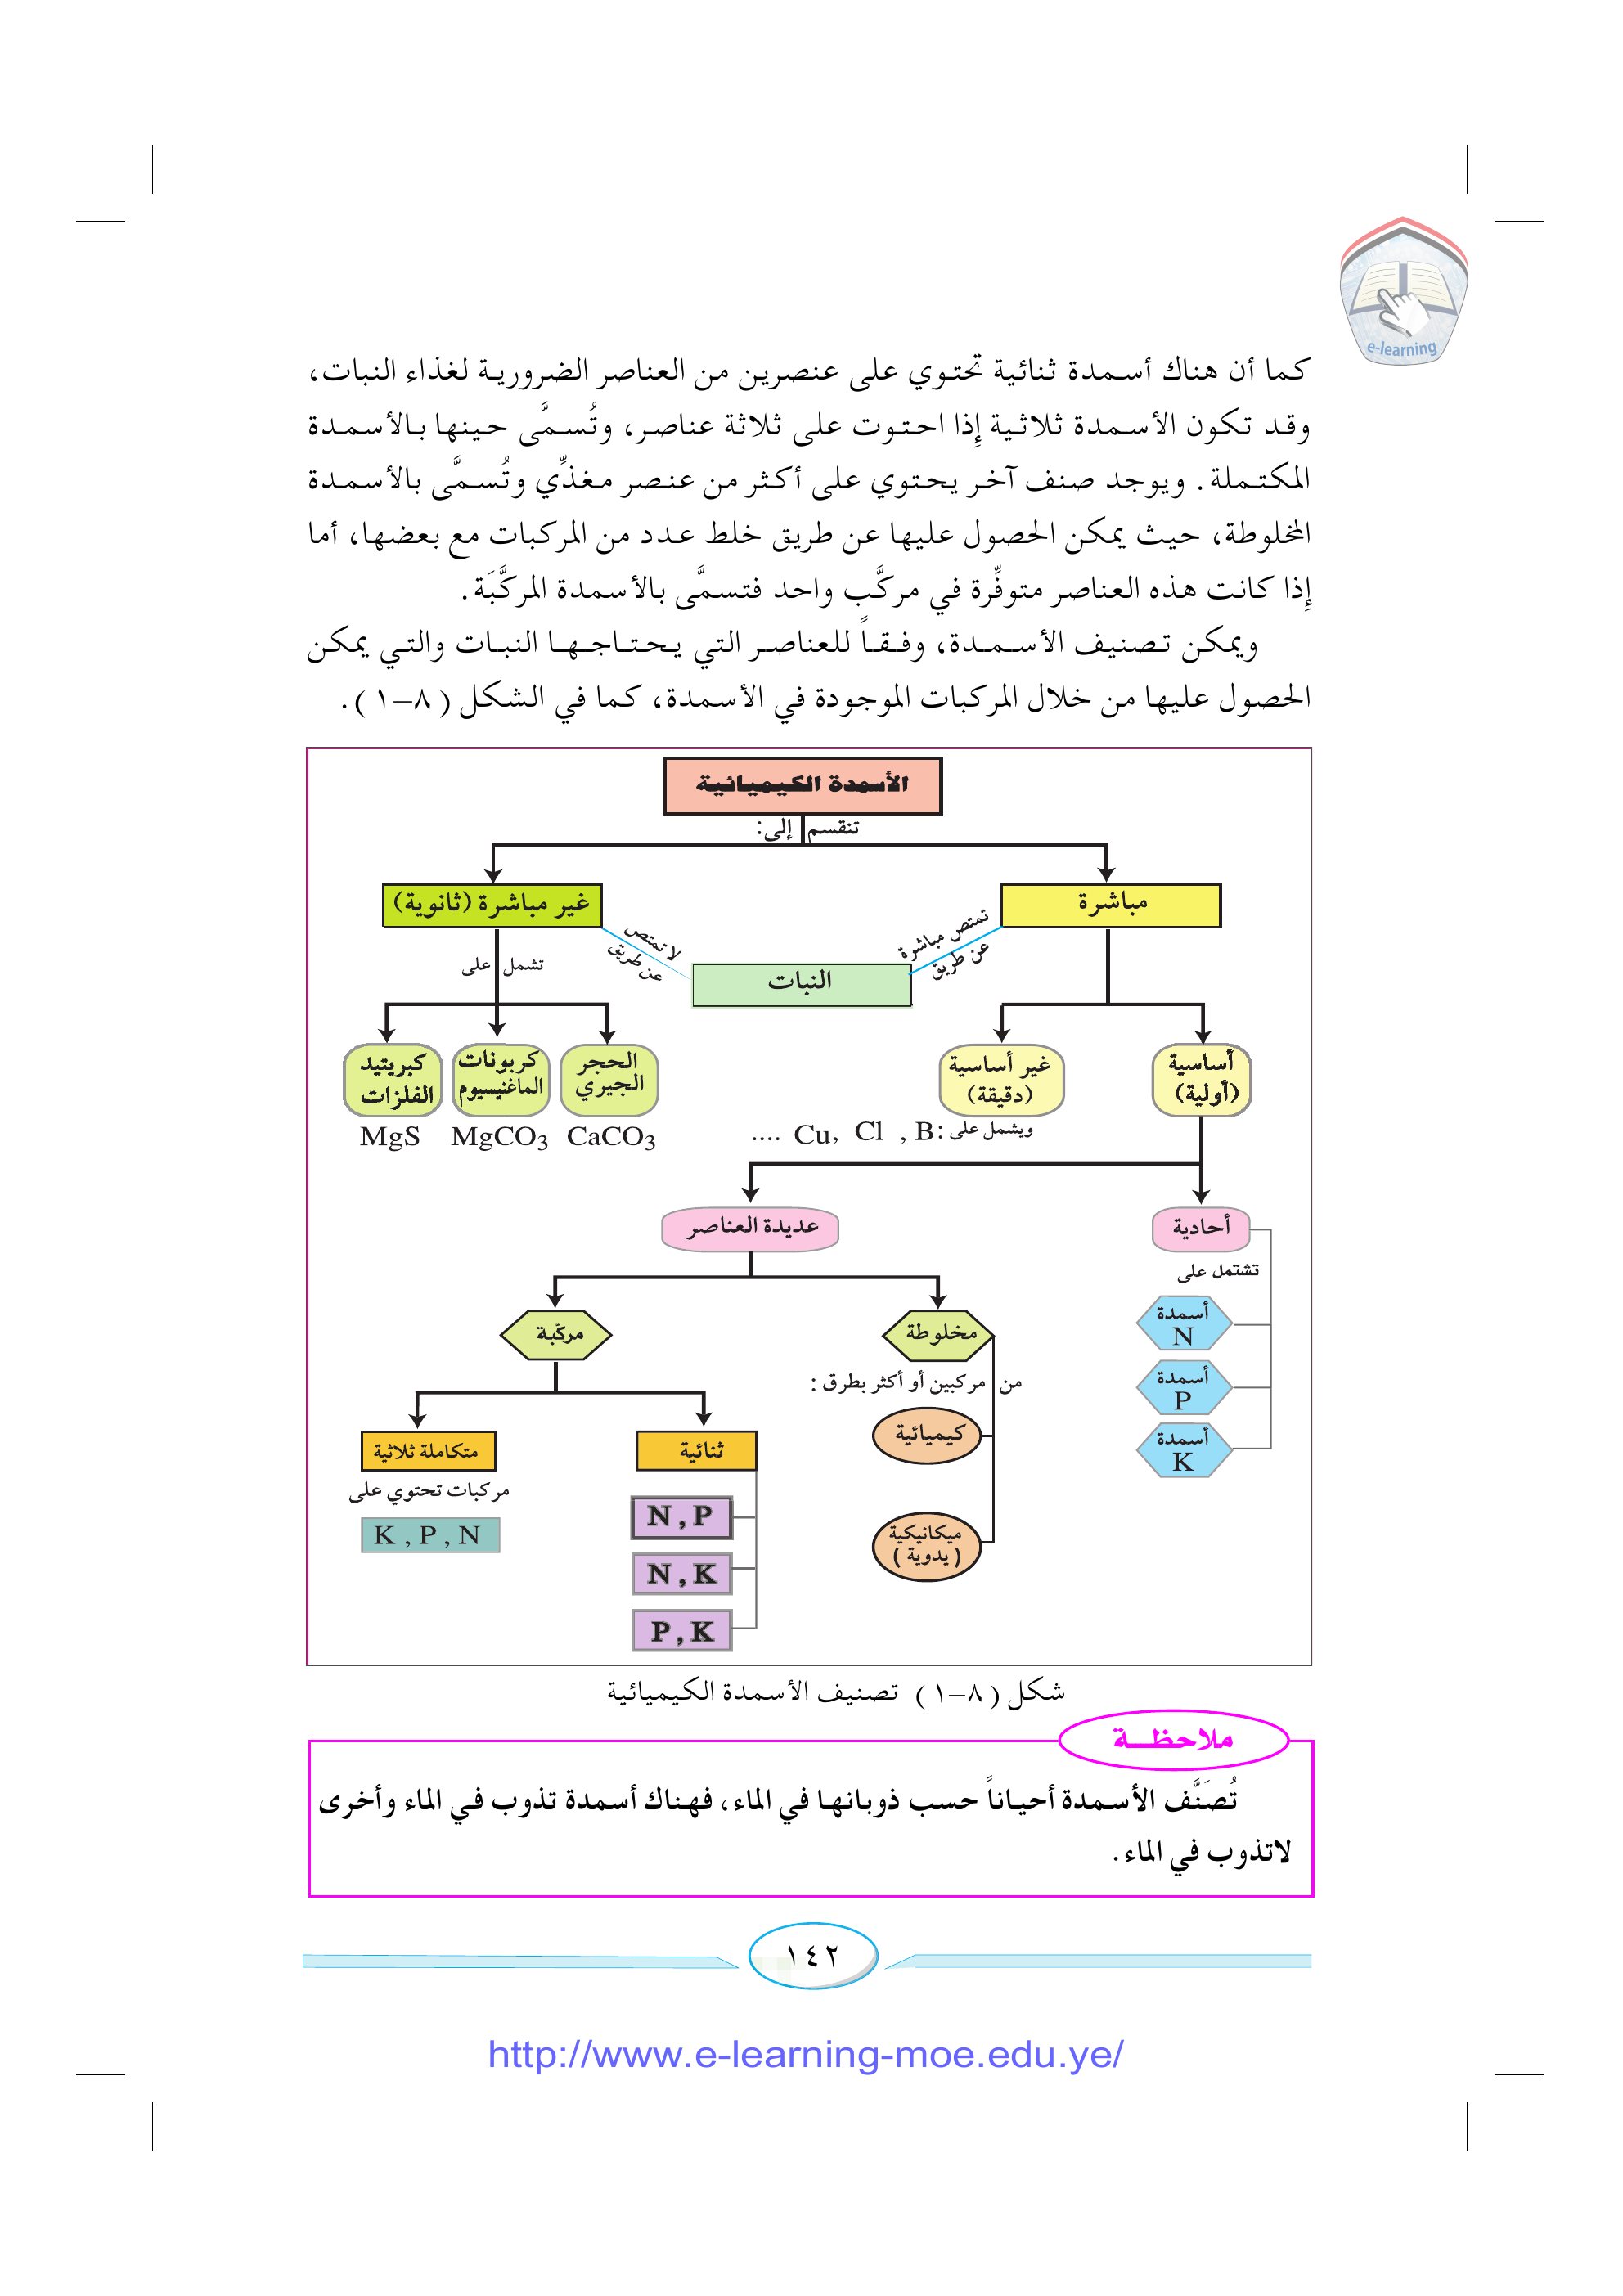 e-learning
كما أن هناك أسمدة ثنائية تحتوي على عنصرين من العناصر الضرورية لغذاء النبات،
وقد تكون الأسمدة ثلاثية إِذا احتوت على ثلاثة عناصر، وتُسمَّى حينها بالأسمدة
المكتملة. ويوجد صنف آخر يحتوي على أكثر من عنصر مغذِّي وتُسمَّى بالأسمدة
المخلوطة، حيث يمكن الحصول عليها عن طريق خلط عدد من المركبات مع بعضها، أما
إِذا كانت هذه العناصر متوفِّرة في مركَّب واحد فتسمَّى بالأسمدة المركَّبَة.
ويمكن تصنيف الأسمدة، وفقاً للعناصر التي يحتاجها النبات والتي يمكن
الحصول عليها من خلال المركبات الموجودة في الأسمدة، كما في الشكل (٨-١).
الأسمدة الكيميائية
تنقسم إلى:
مباشرة
غير مباشرة (ثانوية)
تمتص مباشرة
عن طريق
لا تمتص
عن طريق
النبات
تشمل على
أساسية
(أولية)
غير أساسية
(دقيقة)
الحجر
الجيري
كربونات
الماغنيسيوم
كبريتيد
الفلزات
ويشمل على: B , Cl ,Cu ....
CaCO3
MgCO3
MgS
أحادية
عديدة العناصر
تشتمل على
أسمدة
N
أسمدة
P
أسمدة
K
مخلوطة
مركّبة
من مركبين أو أكثر بطرق :
كيميائية
ميكانيكية
(يدوية)
ثنائية
متكاملة ثلاثية
N , P
N , K
P , K
مركبات تحتوي على
K , P , N
شكل (٨-١) تصنيف الأسمدة الكيميائية
ملاحظة
تُصَنَّف الأسمدة أحياناً حسب ذوبانها في الماء، فهناك أسمدة تذوب في الماء وأخرى
لاتذوب في الماء.
١٤٢
http://www.e-learning-moe.edu.ye/